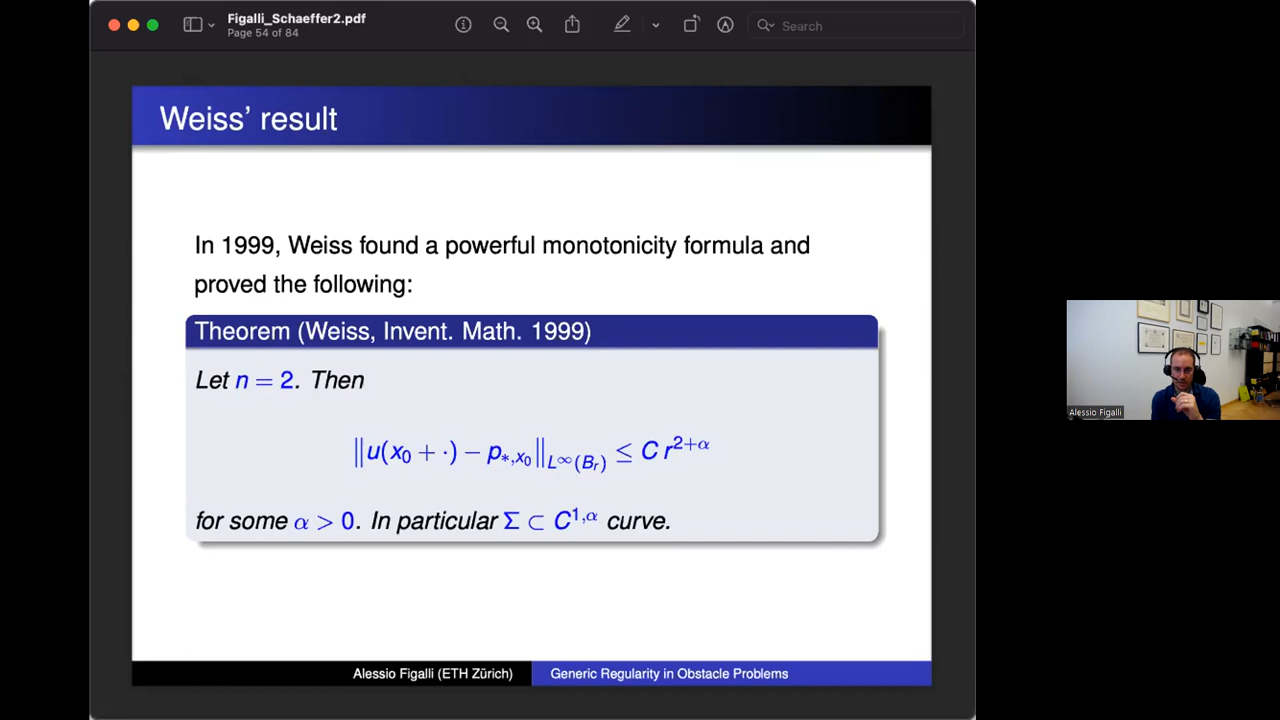 Figalli_Schaeffer2.pdf
Page 54 of 84
Search
Weiss' result
In 1999, Weiss found a powerful monotonicity formula and
proved the following:
Theorem (Weiss, Invent. Math. 1999)
Let n = 2. Then
‖u(x₀ + ·) − p_{*,x₀}‖_{L^∞(B_r)} ≤ C r^{2+α}
for some α > 0. In particular Σ ⊂ C^{1,α} curve.
Alessio Figalli (ETH Zürich)
Generic Regularity in Obstacle Problems
Alessio Figalli